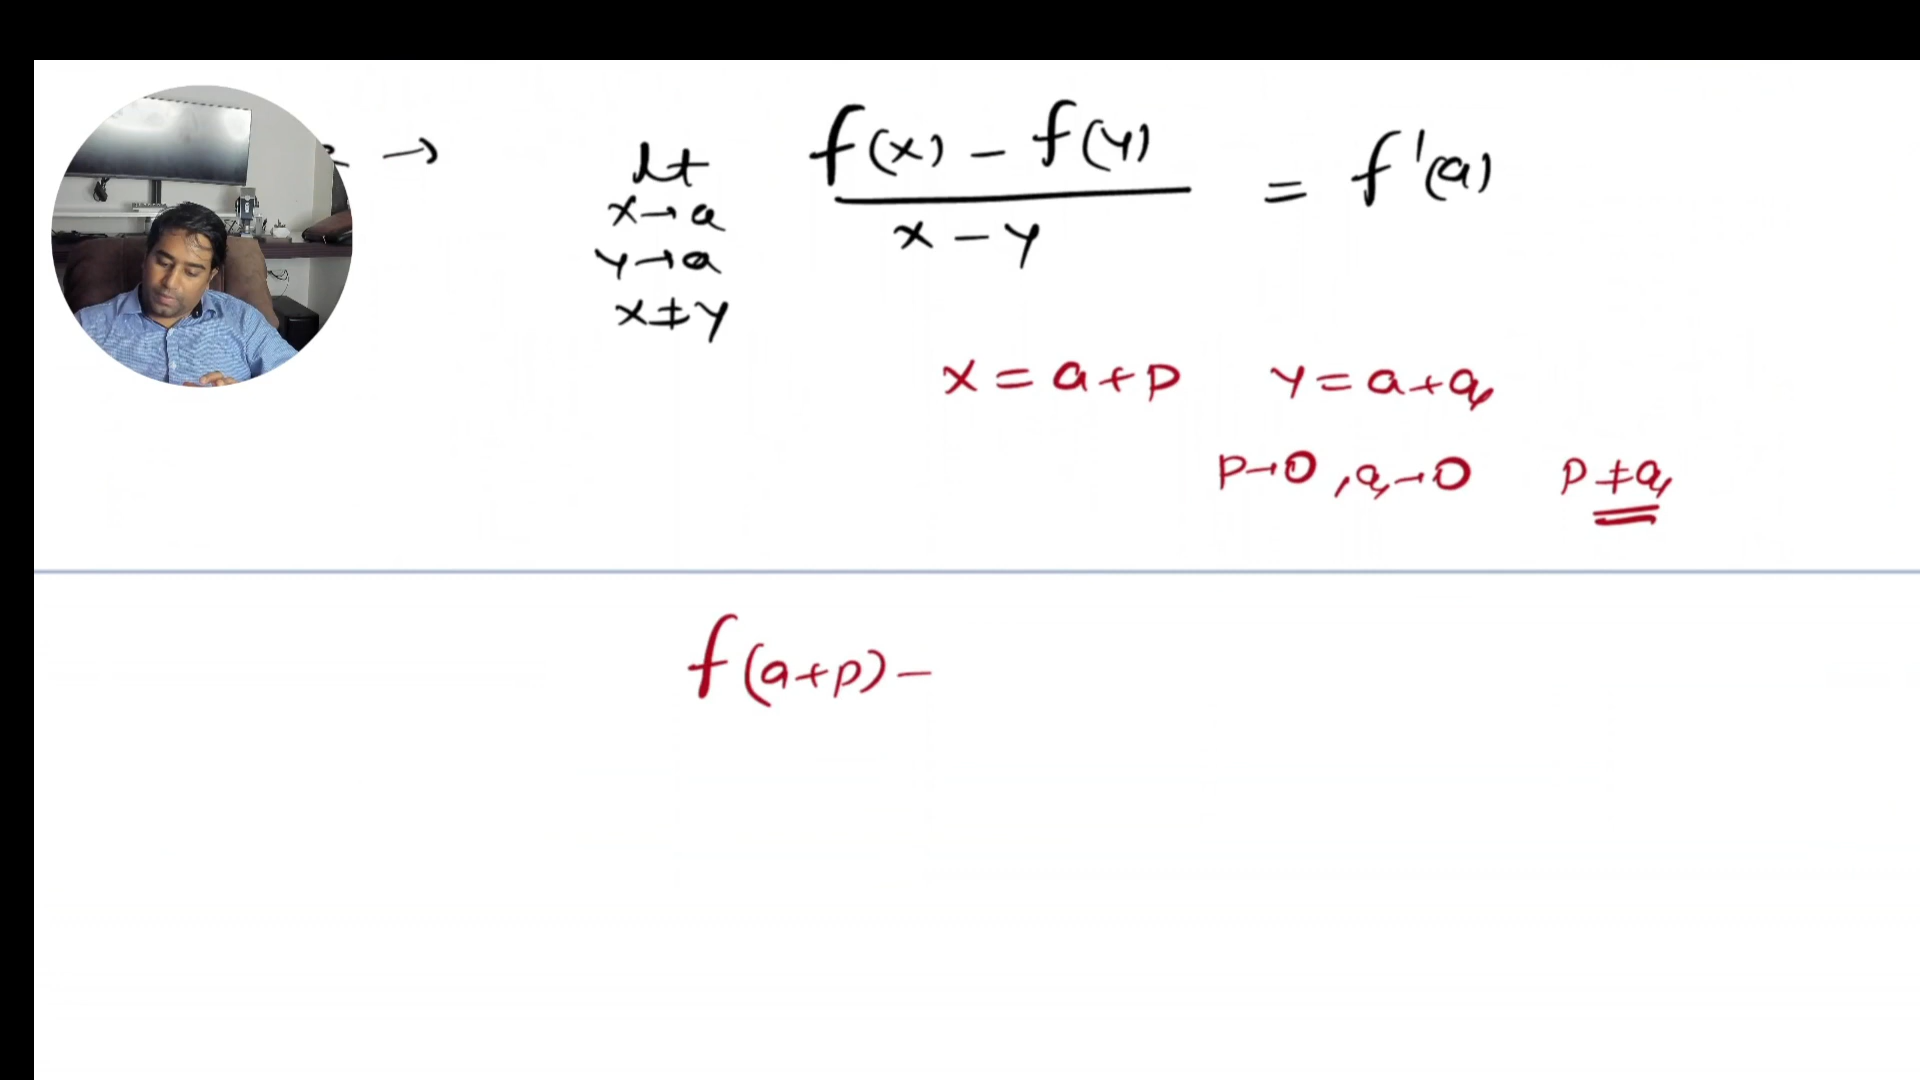 → lt f(x) - f(y) / x - y = f'(a)
x→a
y→a
x≠y
x = a+p y = a+q
p→0, q→0 p≠q
f(a+p) -